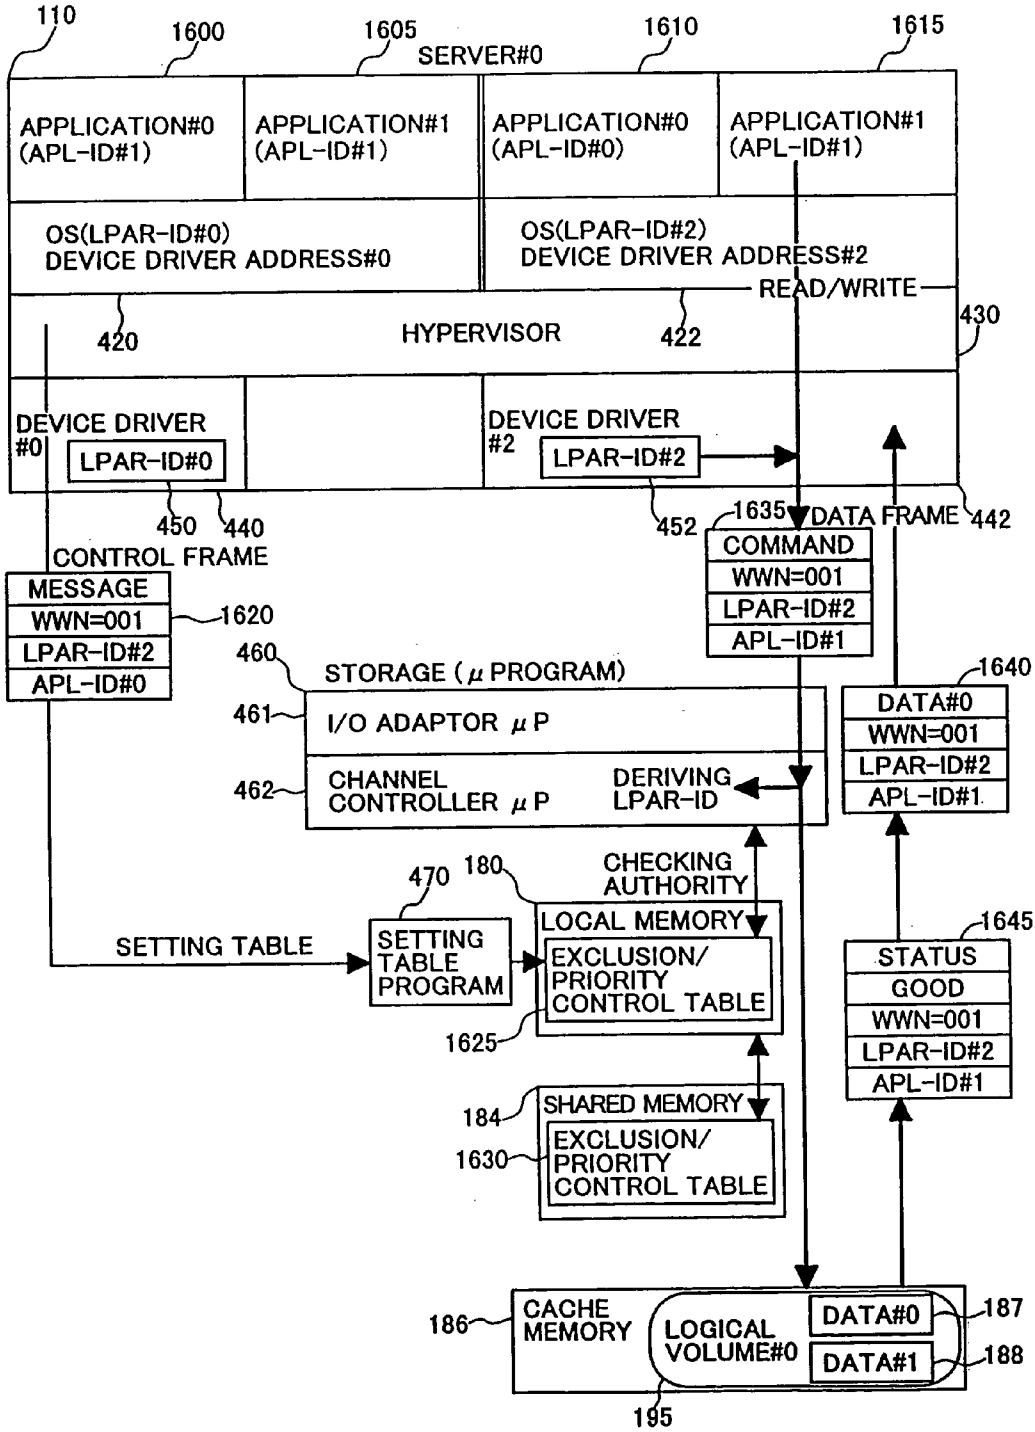 110
1600
1605
1610
1615
SERVER#0
APPLICATION#0
(APL-ID#1)
APPLICATION#1
(APL-ID#1)
APPLICATION#0
(APL-ID#0)
APPLICATION#1
(APL-ID#1)
OS(LPAR-ID#0)
DEVICE DRIVER ADDRESS#0
OS(LPAR-ID#2)
DEVICE DRIVER ADDRESS#2
READ/WRITE
420
HYPERVISOR
422
430
DEVICE DRIVER
#0
LPAR-ID#0
DEVICE DRIVER
#2
LPAR-ID#2
450
440
452
442
CONTROL FRAME
MESSAGE
WWN=001
LPAR-ID#2
APL-ID#0
1620
1635
DATA FRAME
COMMAND
WWN=001
LPAR-ID#2
APL-ID#1
460
STORAGE (μ PROGRAM)
461
I/O ADAPTOR μP
462
CHANNEL
CONTROLLER μP
DERIVING
LPAR-ID
1640
DATA#0
WWN=001
LPAR-ID#2
APL-ID#1
CHECKING
AUTHORITY
SETTING TABLE
470
SETTING
TABLE
PROGRAM
180
LOCAL MEMORY
EXCLUSION/
PRIORITY
CONTROL TABLE
1625
1645
STATUS
GOOD
WWN=001
LPAR-ID#2
APL-ID#1
184
SHARED MEMORY
1630
EXCLUSION/
PRIORITY
CONTROL TABLE
186
CACHE
MEMORY
LOGICAL
VOLUME#0
DATA#0
187
DATA#1
188
195